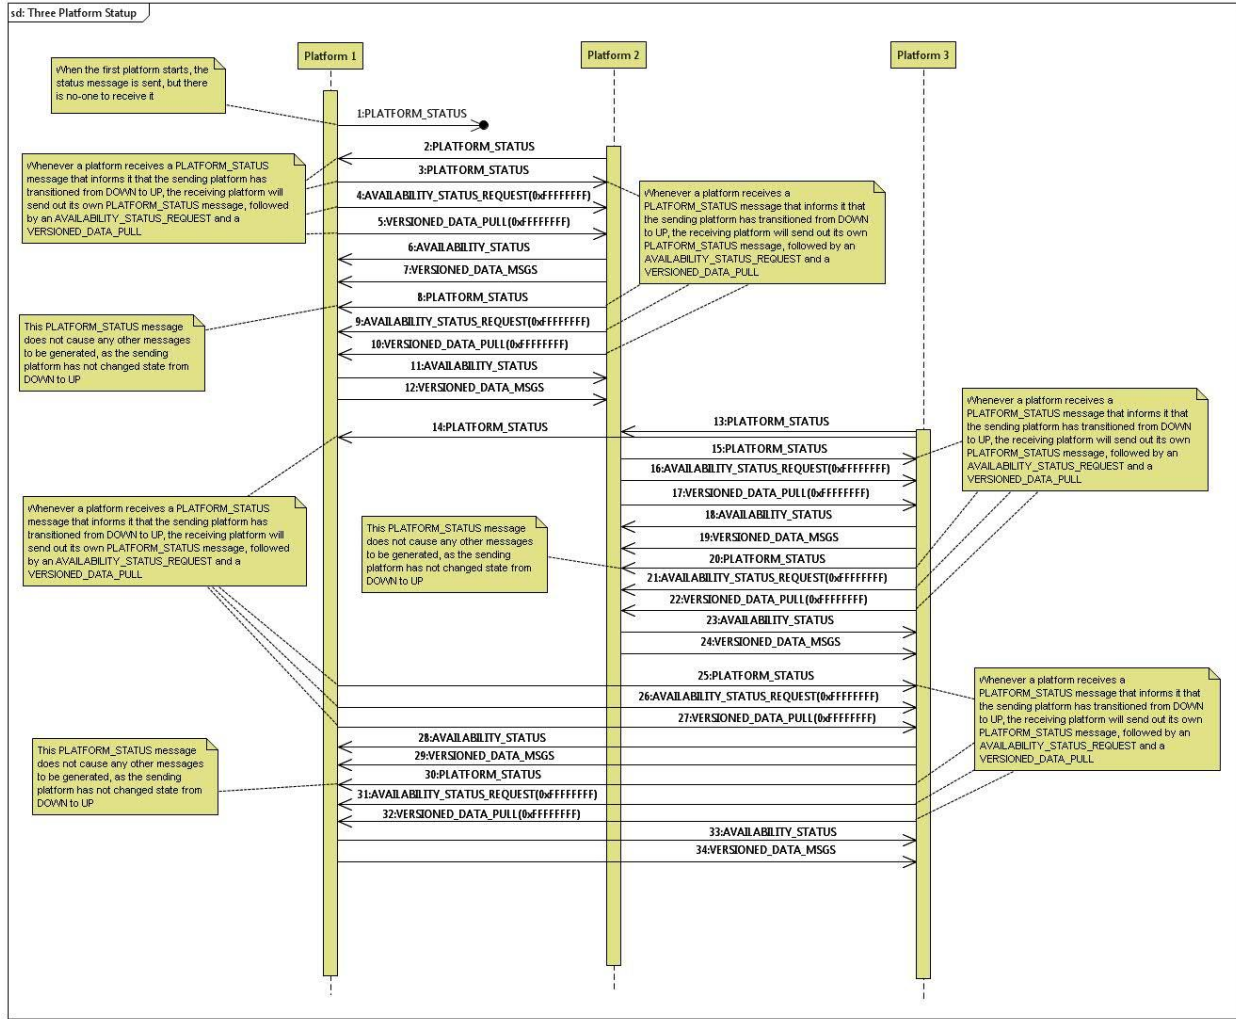 sd: Three Platform Statup
Platform 1
Platform 2
Platform 3
When the first platform starts, the
status message is sent, but there
is no-one to receive it
1:PLATFORM_STATUS
2:PLATFORM_STATUS
Whenever a platform receives a PLATFORM_STATUS
message that informs it that the sending platform has
transitioned from DOWN to UP, the receiving platform will
send out its own PLATFORM_STATUS message, followed
by an AVAILABILITY_STATUS_REQUEST and a
VERSIONED_DATA_PULL
3:PLATFORM_STATUS
4:AVAILABILITY_STATUS_REQUEST(0xFFFFFFFF)
5:VERSIONED_DATA_PULL(0xFFFFFFFF)
Whenever a platform receives a
PLATFORM_STATUS message that informs it that
the sending platform has transitioned from DOWN
to UP, the receiving platform will send out its own
PLATFORM_STATUS message, followed by an
AVAILABILITY_STATUS_REQUEST and a
VERSIONED_DATA_PULL
6:AVAILABILITY_STATUS
7:VERSIONED_DATA_MSGS
8:PLATFORM_STATUS
9:AVAILABILITY_STATUS_REQUEST(0xFFFFFFFF)
10:VERSIONED_DATA_PULL(0xFFFFFFFF)
This PLATFORM_STATUS message
does not cause any other messages
to be generated, as the sending
platform has not changed state from
DOWN to UP
11:AVAILABILITY_STATUS
12:VERSIONED_DATA_MSGS
13:PLATFORM_STATUS
14:PLATFORM_STATUS
15:PLATFORM_STATUS
16:AVAILABILITY_STATUS_REQUEST(0xFFFFFFFF)
17:VERSIONED_DATA_PULL(0xFFFFFFFF)
Whenever a platform receives a
PLATFORM_STATUS message that informs it that
the sending platform has transitioned from DOWN
to UP, the receiving platform will send out its own
PLATFORM_STATUS message, followed by an
AVAILABILITY_STATUS_REQUEST and a
VERSIONED_DATA_PULL
Whenever a platform receives a PLATFORM_STATUS
message that informs it that the sending platform has
transitioned from DOWN to UP, the receiving platform will
send out its own PLATFORM_STATUS message, followed
by an AVAILABILITY_STATUS_REQUEST and a
VERSIONED_DATA_PULL
This PLATFORM_STATUS message
does not cause any other messages
to be generated, as the sending
platform has not changed state from
DOWN to UP
18:AVAILABILITY_STATUS
19:VERSIONED_DATA_MSGS
20:PLATFORM_STATUS
21:AVAILABILITY_STATUS_REQUEST(0xFFFFFFFF)
22:VERSIONED_DATA_PULL(0xFFFFFFFF)
23:AVAILABILITY_STATUS
24:VERSIONED_DATA_MSGS
25:PLATFORM_STATUS
26:AVAILABILITY_STATUS_REQUEST(0xFFFFFFFF)
27:VERSIONED_DATA_PULL(0xFFFFFFFF)
Whenever a platform receives a
PLATFORM_STATUS message that informs it that
the sending platform has transitioned from DOWN
to UP, the receiving platform will send out its own
PLATFORM_STATUS message, followed by an
AVAILABILITY_STATUS_REQUEST and a
VERSIONED_DATA_PULL
28:AVAILABILITY_STATUS
29:VERSIONED_DATA_MSGS
30:PLATFORM_STATUS
This PLATFORM_STATUS message
does not cause any other messages
to be generated, as the sending
platform has not changed state from
DOWN to UP
31:AVAILABILITY_STATUS_REQUEST(0xFFFFFFFF)
32:VERSIONED_DATA_PULL(0xFFFFFFFF)
33:AVAILABILITY_STATUS
34:VERSIONED_DATA_MSGS